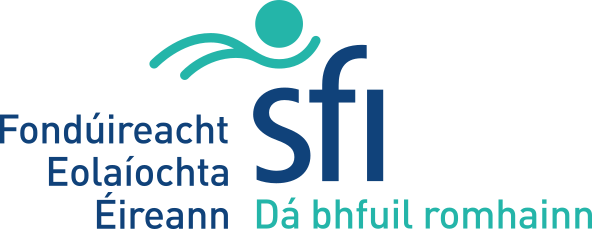 Fondúireacht
Eolaíochta
Éireann
sfi
Dá bhfuil romhainn